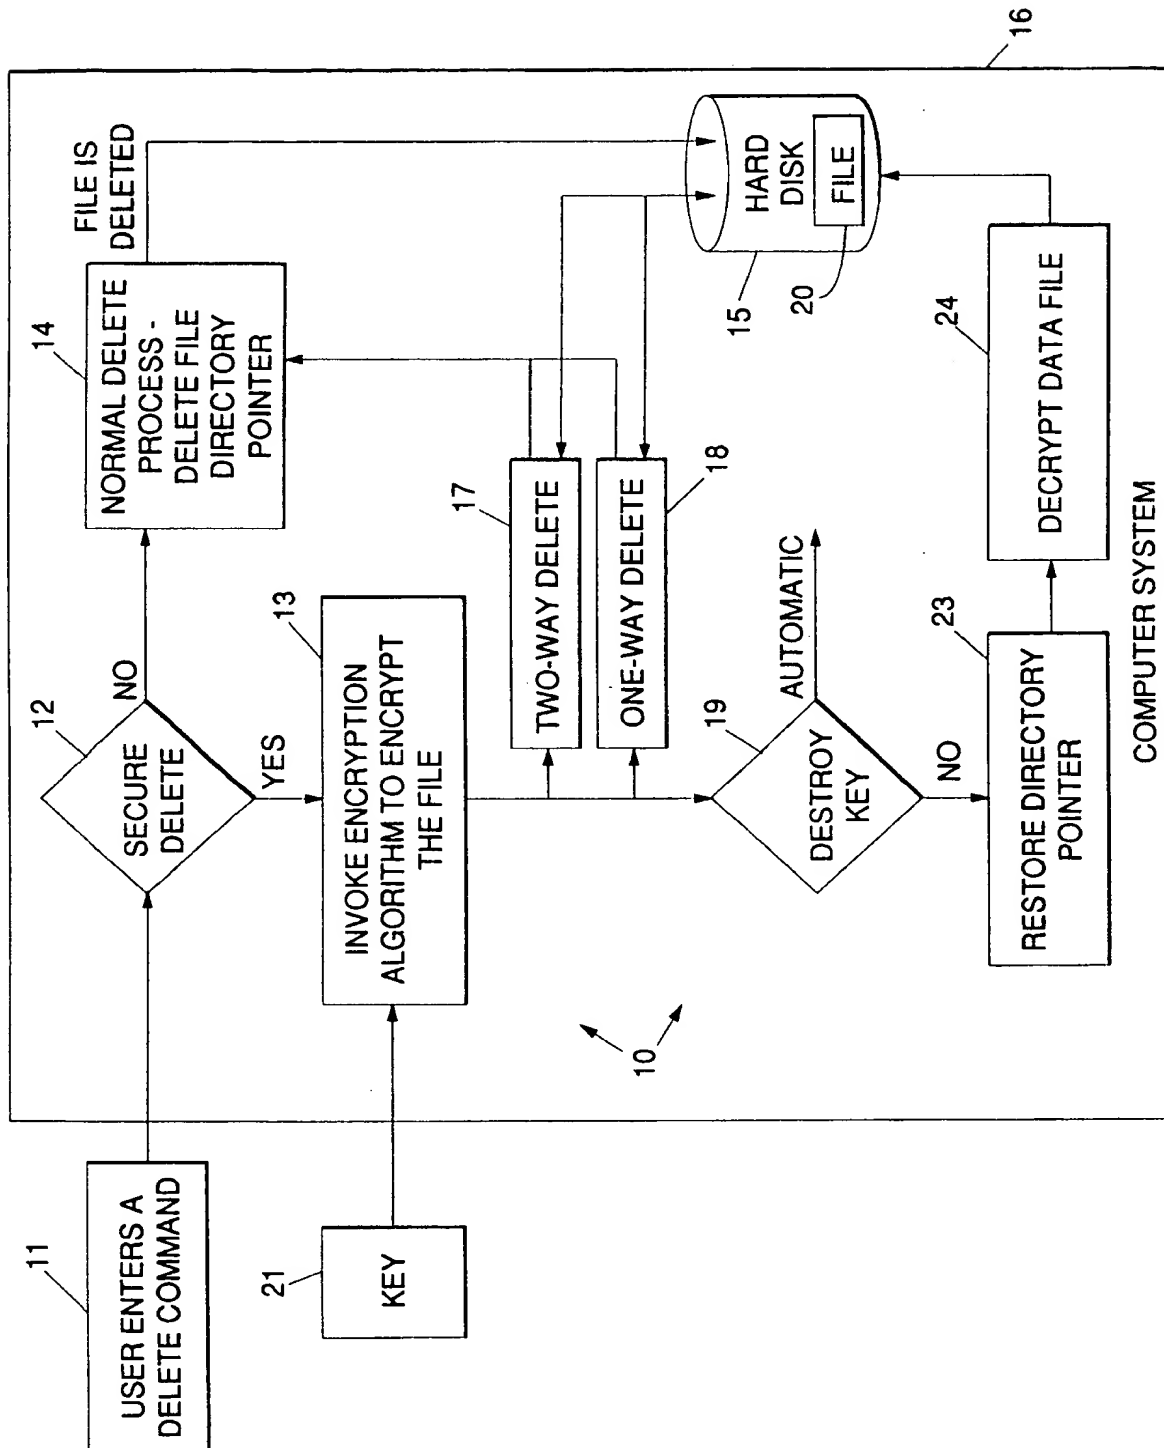 11
USER ENTERS A
DELETE COMMAND
12
SECURE
DELETE
NO
YES
14
NORMAL DELETE
PROCESS -
DELETE FILE
DIRECTORY
POINTER
FILE IS
DELETED
21
KEY
13
INVOKE ENCRYPTION
ALGORITHM TO ENCRYPT
THE FILE
17
TWO-WAY DELETE
ONE-WAY DELETE
18
10
19
DESTROY
KEY
AUTOMATIC
NO
15
HARD
DISK
FILE
20
23
RESTORE DIRECTORY
POINTER
24
DECRYPT DATA FILE
COMPUTER SYSTEM
16